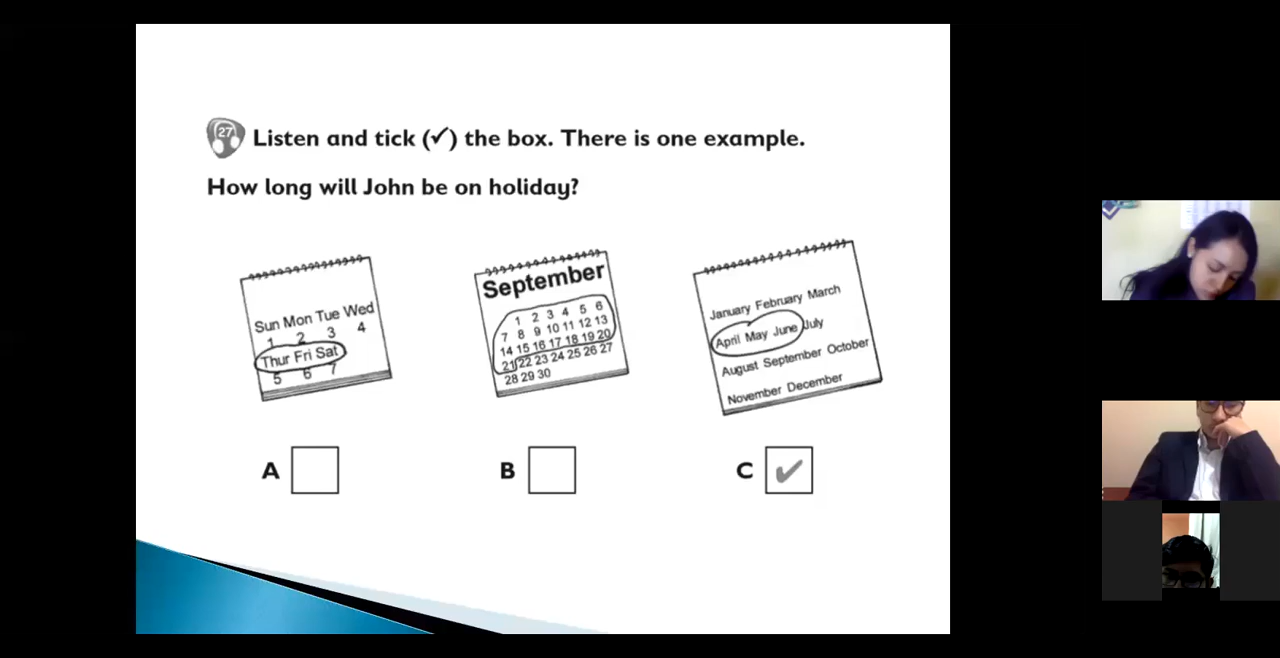 27 Listen and tick (✓) the box. There is one example.
How long will John be on holiday?
Sun Mon Tue Wed
1 2 3 4
Thur Fri Sat
5 6 7
September
1 2 3 4 5 6
7 8 9 10 11 12 13
14 15 16 17 18 19 20
21 22 23 24 25 26 27
28 29 30
January February March
April May June July
August September October
November December
A
B
C ✓